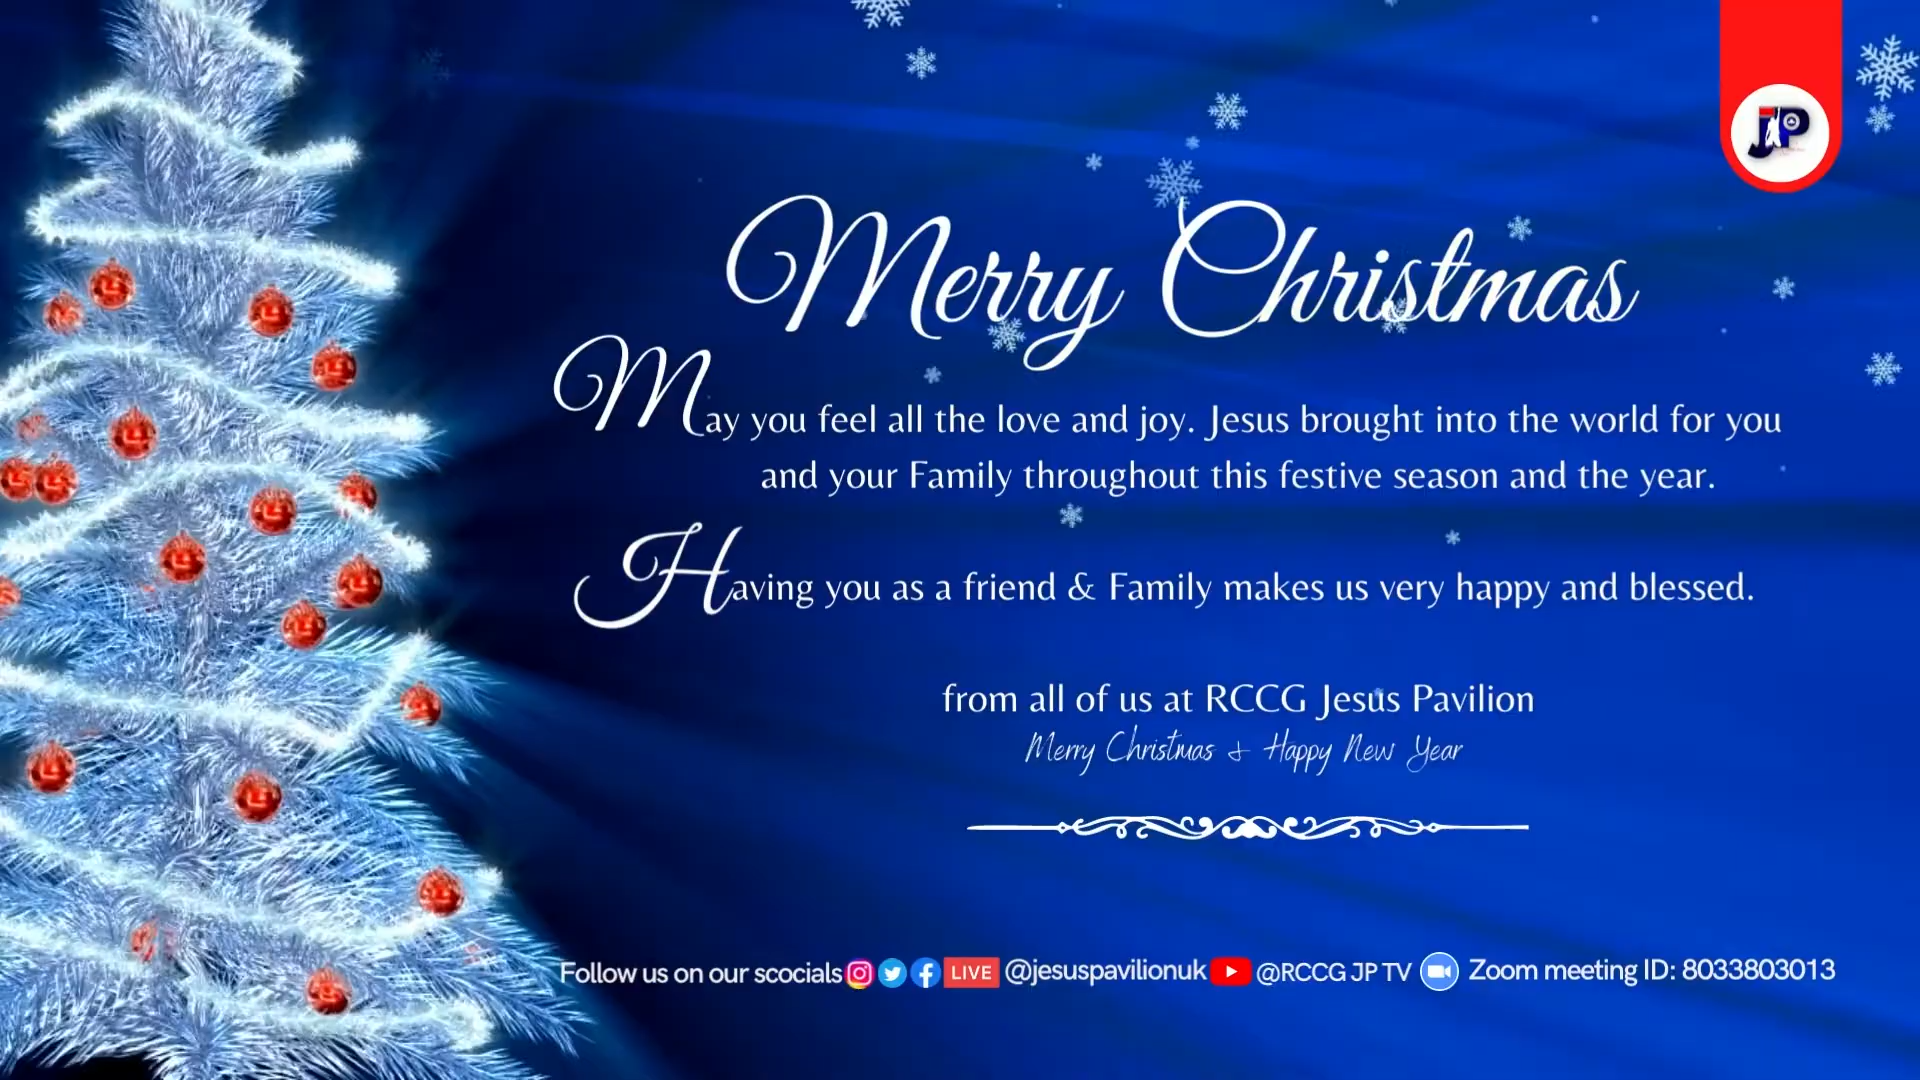 JP
Merry Christmas
May you feel all the love and joy. Jesus brought into the world for you
and your Family throughout this festive season and the year.
Having you as a friend & Family makes us very happy and blessed.
from all of us at RCCG Jesus Pavilion
Merry Christmas & Happy New Year
Follow us on our scocials LIVE @jesuspavilionuk @RCCG JP TV Zoom meeting ID: 8033803013